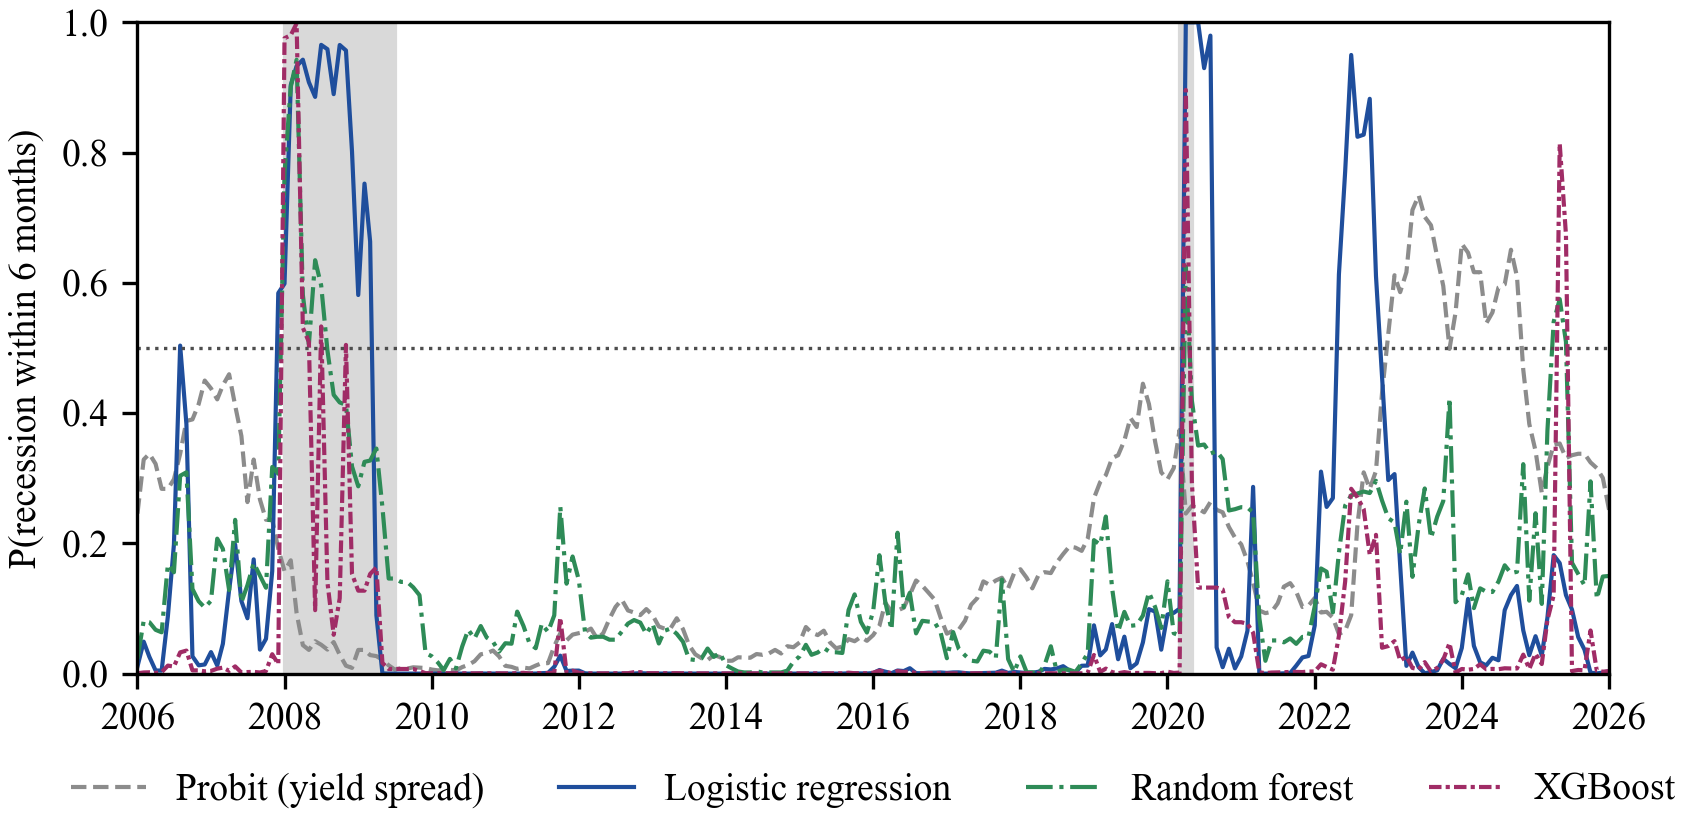 P(recession within 6 months)
1.0
0.8
0.6
0.4
0.2
0.0
2006 2008 2010 2012 2014 2016 2018 2020 2022 2024 2026
Probit (yield spread) Logistic regression Random forest XGBoost